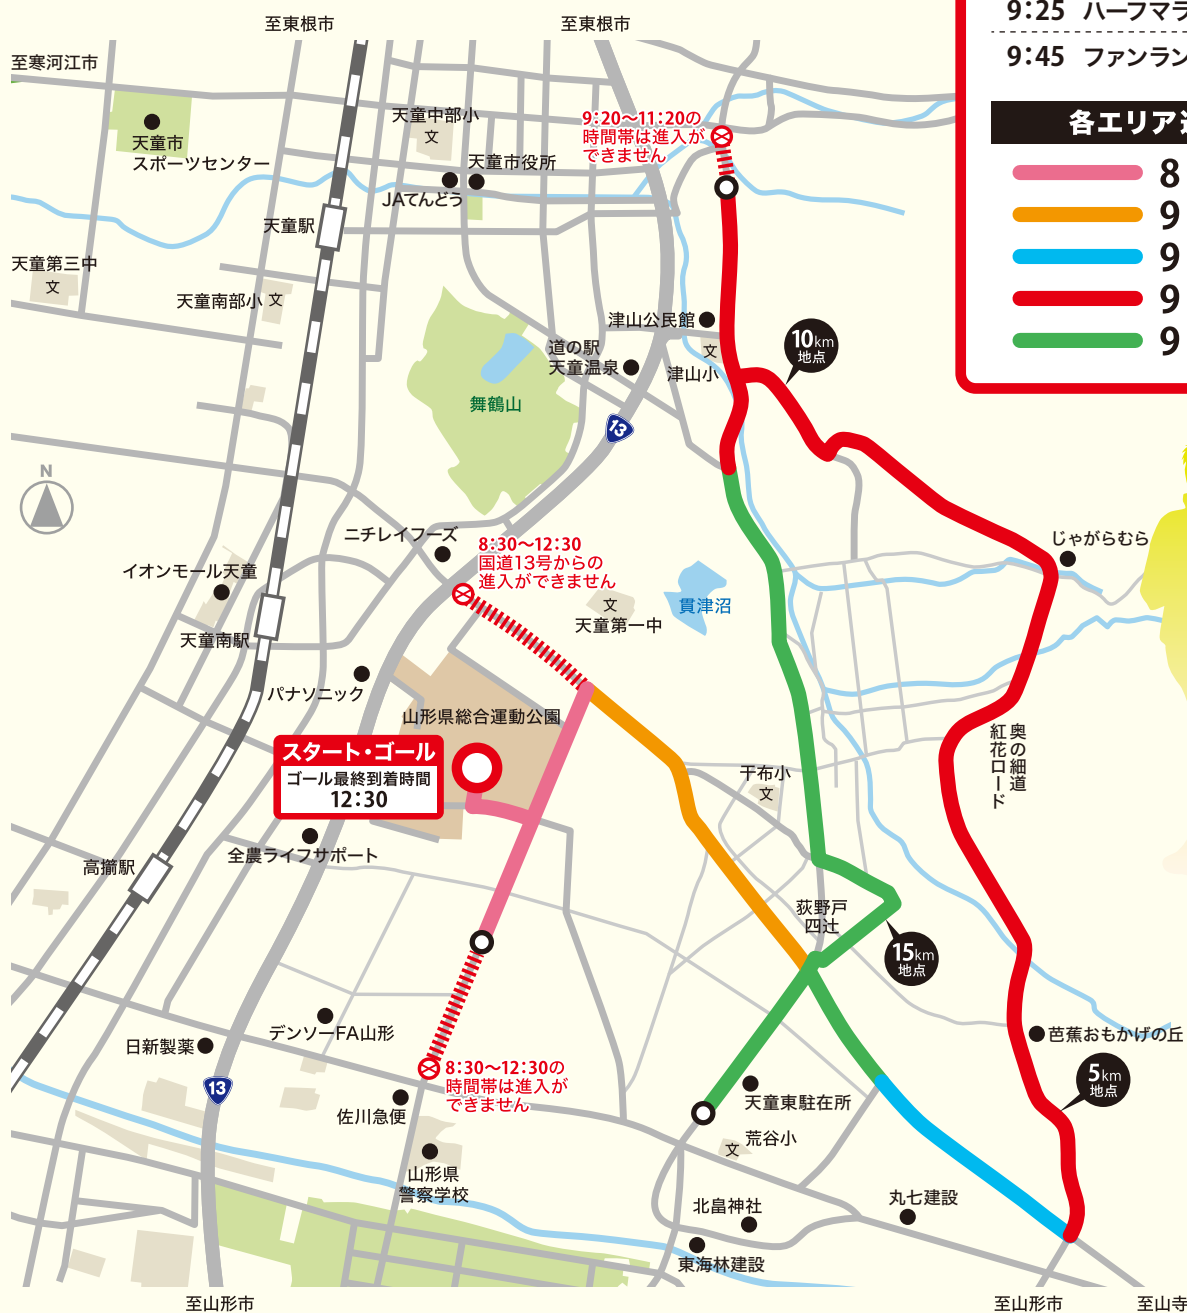 至東根市
至東根市
至寒河江市
9:25 ハーフマラ
9:45 ファンラン
各エリア
8
9
9
9
9
天童市
スポーツセンター
天童中部小
文
9:20〜11:20の
時間帯は進入が
できません
天童市役所
JAてんどう
天童駅
天童第三中
文
天童南部小
文
津山公民館
文
津山小
道の駅
天童温泉
10km
地点
舞鶴山
13
N
ニチレイフーズ
8:30〜12:30
国道13号からの
進入ができません
じゃがらむら
イオンモール天童
文
天童第一中
貫津沼
天童南駅
パナソニック
山形県総合運動公園
スタート・ゴール
ゴール最終到着時間
12:30
奥の細道
紅花ロード
干布小
文
全農ライフサポート
高擶駅
荻野戸
四辻
15km
地点
デンソーFA山形
日新製薬
芭蕉おもかげの丘
13
8:30〜12:30の
時間帯は進入が
できません
5km
地点
佐川急便
天童東駐在所
荒谷小
文
山形県
警察学校
北畠神社
丸七建設
東海林建設
至山形市
至山形市
至山寺